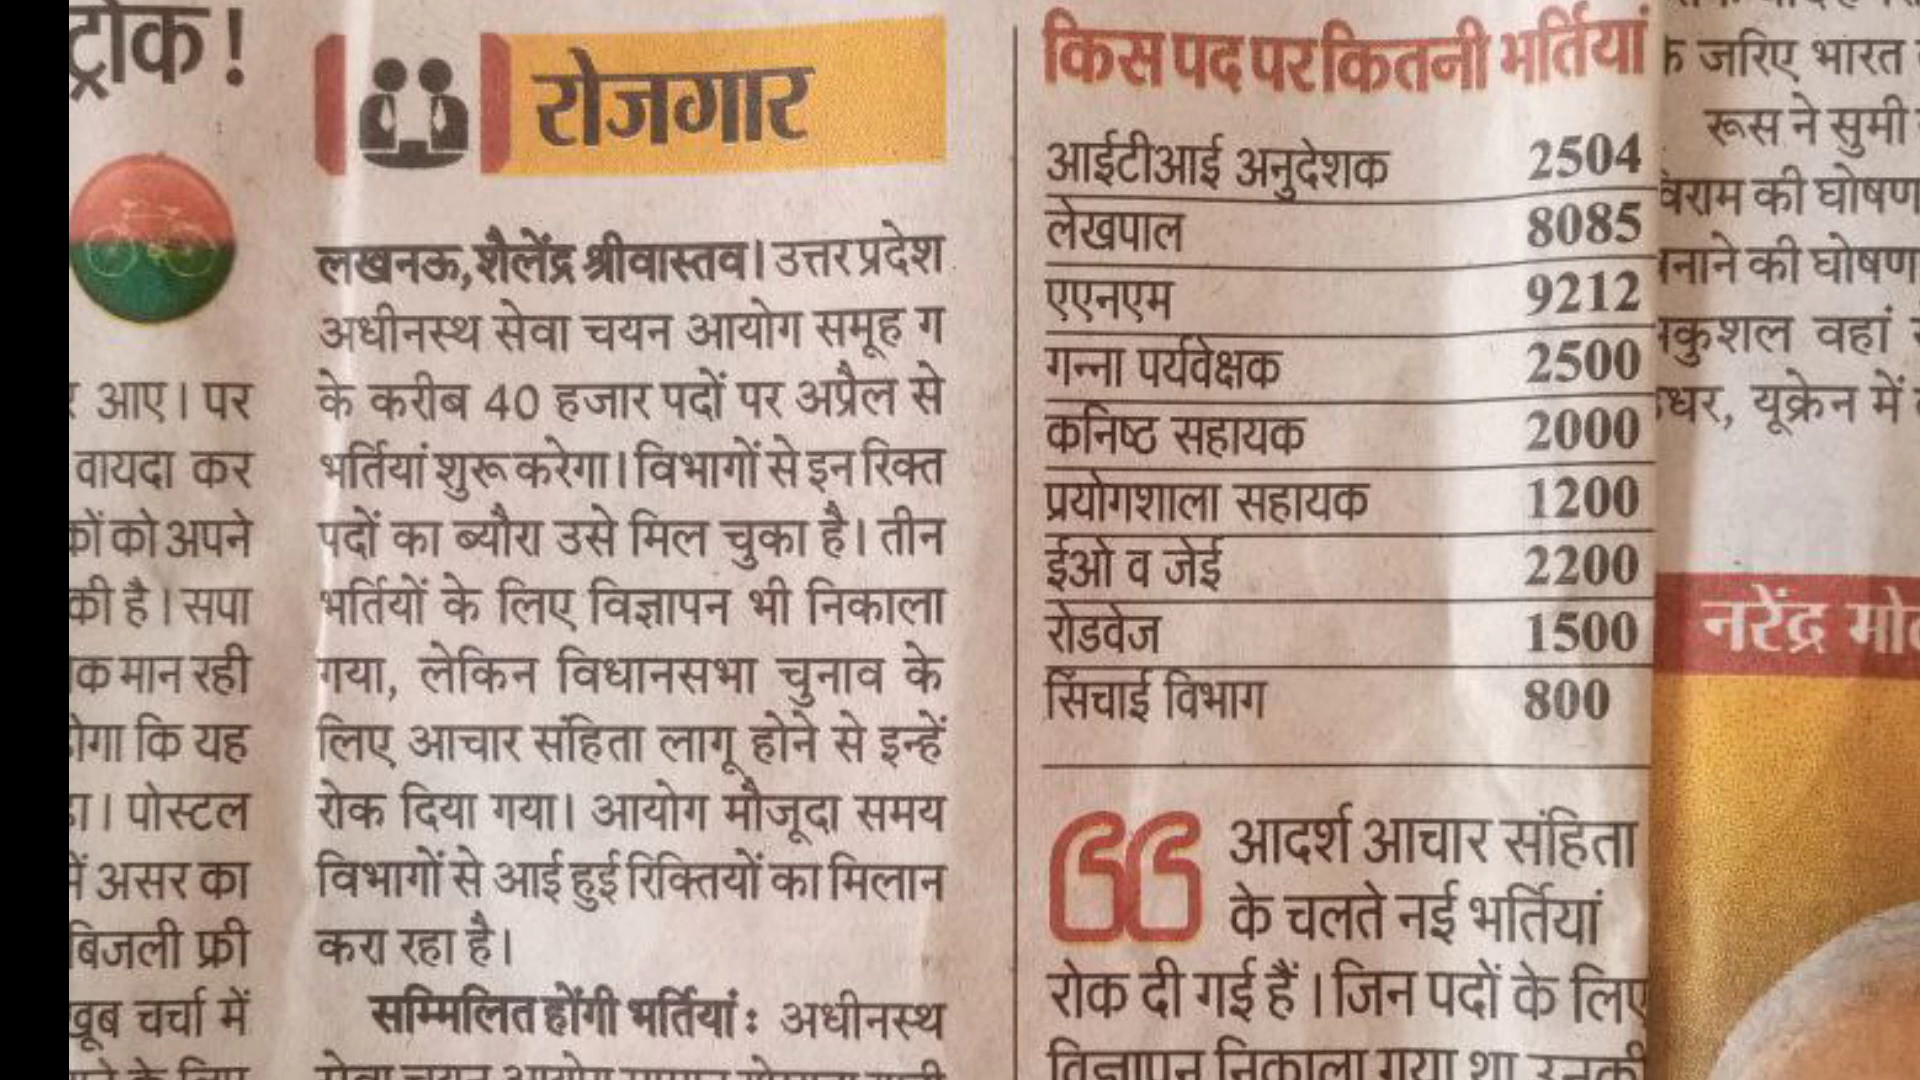 ट्रोक!
आए। पर
वायदा कर
को अपने
की है। सपा
मान रही
कि यह
पोस्टल
असर का
बिजली फ्री
खूब चर्चा में
रोजगार
लखनऊ, शैलेंद्र श्रीवास्तव। उत्तर प्रदेश
अधीनस्थ सेवा चयन आयोग समूह ग
के करीब 40 हजार पदों पर अप्रैल से
भर्तियां शुरू करेगा। विभागों से इन रिक्त
पदों का ब्यौरा उसे मिल चुका है। तीन
भर्तियों के लिए विज्ञापन भी निकाला
गया, लेकिन विधानसभा चुनाव के
लिए आचार संहिता लागू होने से इन्हें
रोक दिया गया। आयोग मौजूदा समय
विभागों से आई हुई रिक्तियों का मिलान
करा रहा है।
सम्मिलित होंगी भर्तियां : अधीनस्थ
किस पद पर कितनी भर्तियां
आईटीआई अनुदेशक 2504
लेखपाल 8085
एएनएम 9212
गन्ना पर्यवेक्षक 2500
कनिष्ठ सहायक 2000
प्रयोगशाला सहायक 1200
ईओ व जेई 2200
रोडवेज 1500
सिंचाई विभाग 800
आदर्श आचार संहिता
के चलते नई भर्तियां
रोक दी गई हैं। जिन पदों के लिए
विज्ञापन निकाला गया था उनकी
जरिए भारत
रूस ने सुमी
की घोषण
की घोषण
वहां
यूक्रेन में
नरेंद्र